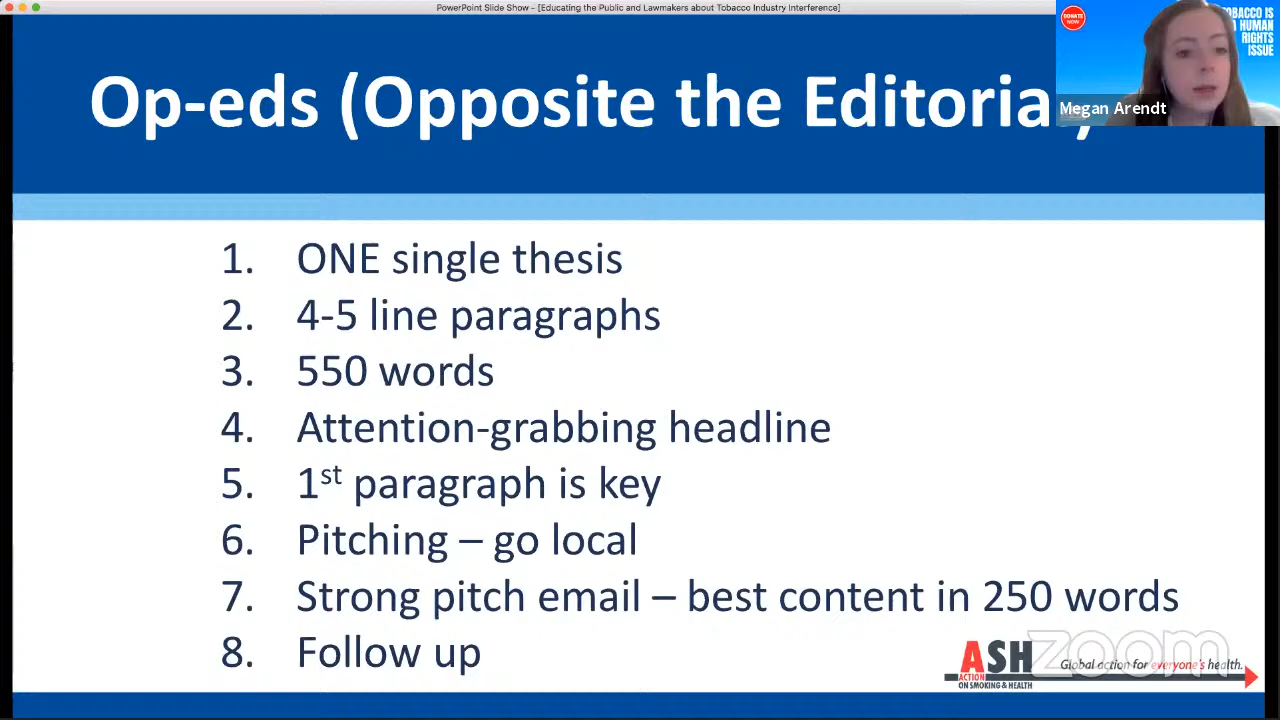 PowerPoint Slide Show - [Educating the Public and Lawmakers about Tobacco Industry Interference]
DONATE
NOW
TOBACCO IS
A HUMAN
RIGHTS
ISSUE
Megan Arendt
Op-eds (Opposite the Editorial)
1. ONE single thesis
2. 4-5 line paragraphs
3. 550 words
4. Attention-grabbing headline
5. 1st paragraph is key
6. Pitching – go local
7. Strong pitch email – best content in 250 words
8. Follow up
ASH
ACTION
ON SMOKING & HEALTH
Global action for everyone's health.
zoom